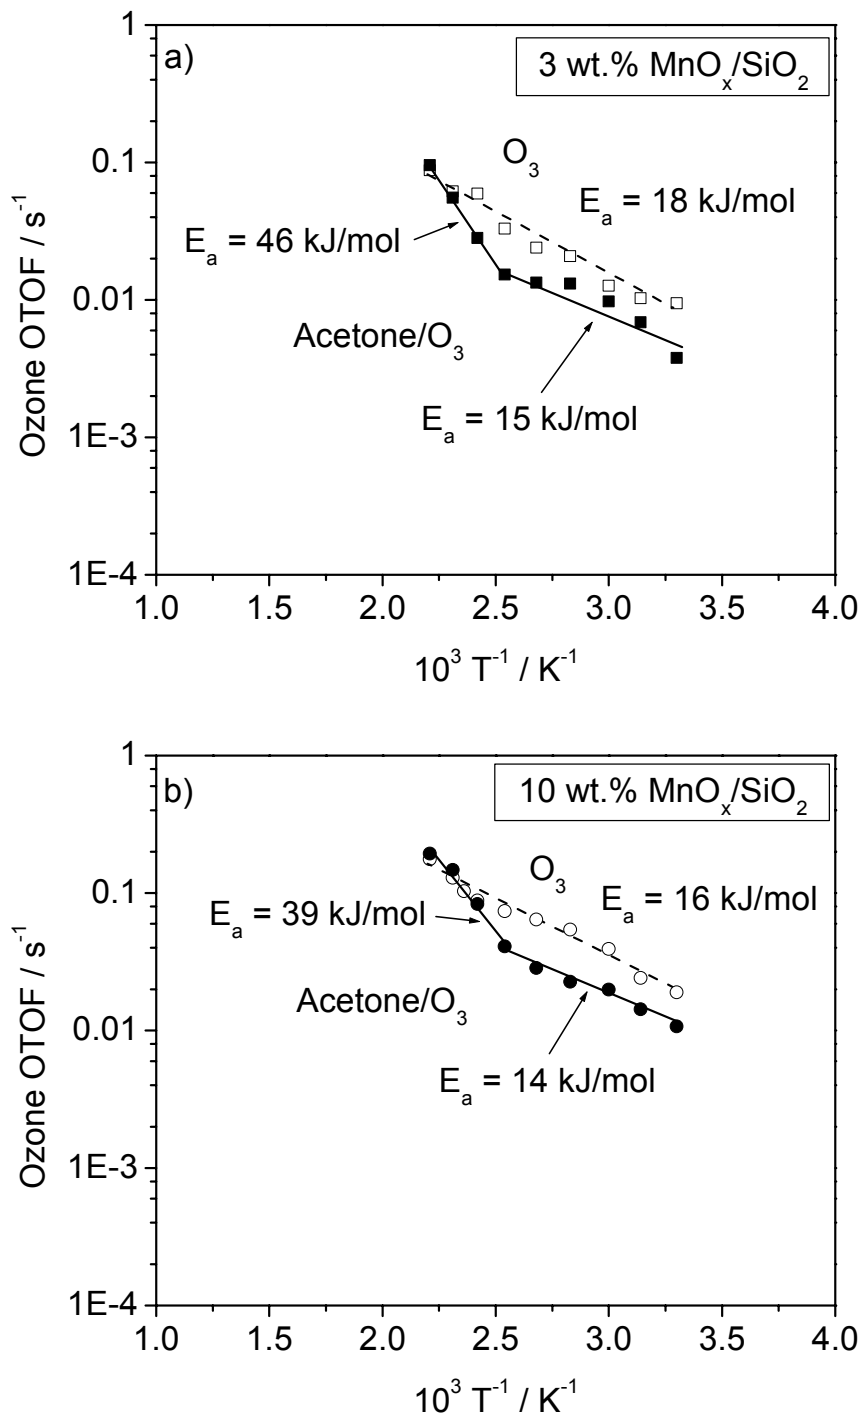 a)
3 wt.% MnOₓ/SiO₂
1
0.1
0.01
1E-3
1E-4
Ozone OTOF / s⁻¹
O₃
Eₐ = 18 kJ/mol
Eₐ = 46 kJ/mol
Acetone/O₃
Eₐ = 15 kJ/mol
1.0 1.5 2.0 2.5 3.0 3.5 4.0
10³ T⁻¹ / K⁻¹
b)
10 wt.% MnOₓ/SiO₂
1
0.1
0.01
1E-3
1E-4
Ozone OTOF / s⁻¹
O₃
Eₐ = 16 kJ/mol
Eₐ = 39 kJ/mol
Acetone/O₃
Eₐ = 14 kJ/mol
1.0 1.5 2.0 2.5 3.0 3.5 4.0
10³ T⁻¹ / K⁻¹